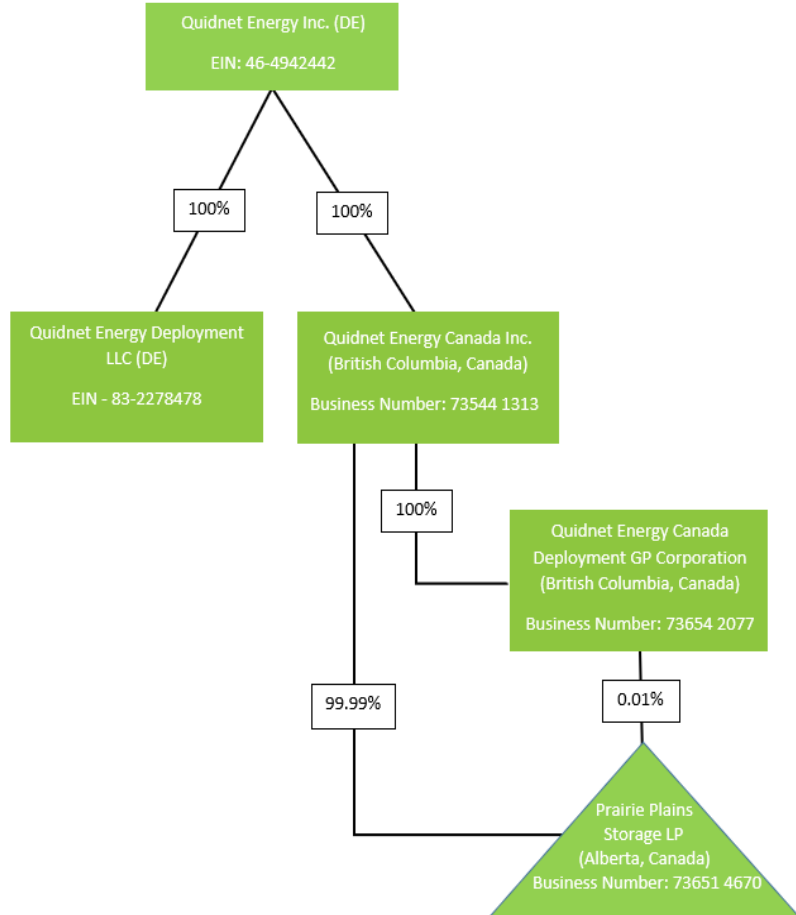 Quidnet Energy Inc. (DE)
EIN: 46-4942442
100%
100%
Quidnet Energy Deployment
LLC (DE)
EIN - 83-2278478
Quidnet Energy Canada Inc.
(British Columbia, Canada)
Business Number: 73544 1313
100%
Quidnet Energy Canada
Deployment GP Corporation
(British Columbia, Canada)
Business Number: 73654 2077
99.99%
0.01%
Prairie Plains
Storage LP
(Alberta, Canada)
Business Number: 73651 4670